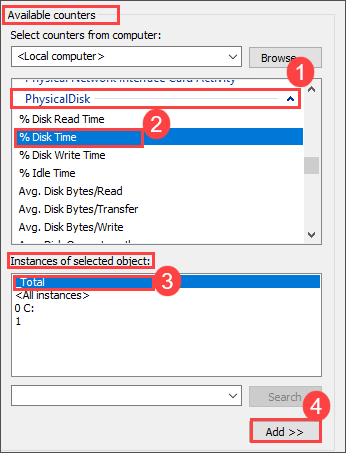 Available counters
Select counters from computer:
<Local computer>
Browse...
1
Physical Network Interface Card Activity
PhysicalDisk
2
% Disk Read Time
% Disk Time
% Disk Write Time
% Idle Time
Avg. Disk Bytes/Read
Avg. Disk Bytes/Transfer
Avg. Disk Bytes/Write
Instances of selected object:
_Total
<All instances>
3
0 C:
1
Search
4
Add >>